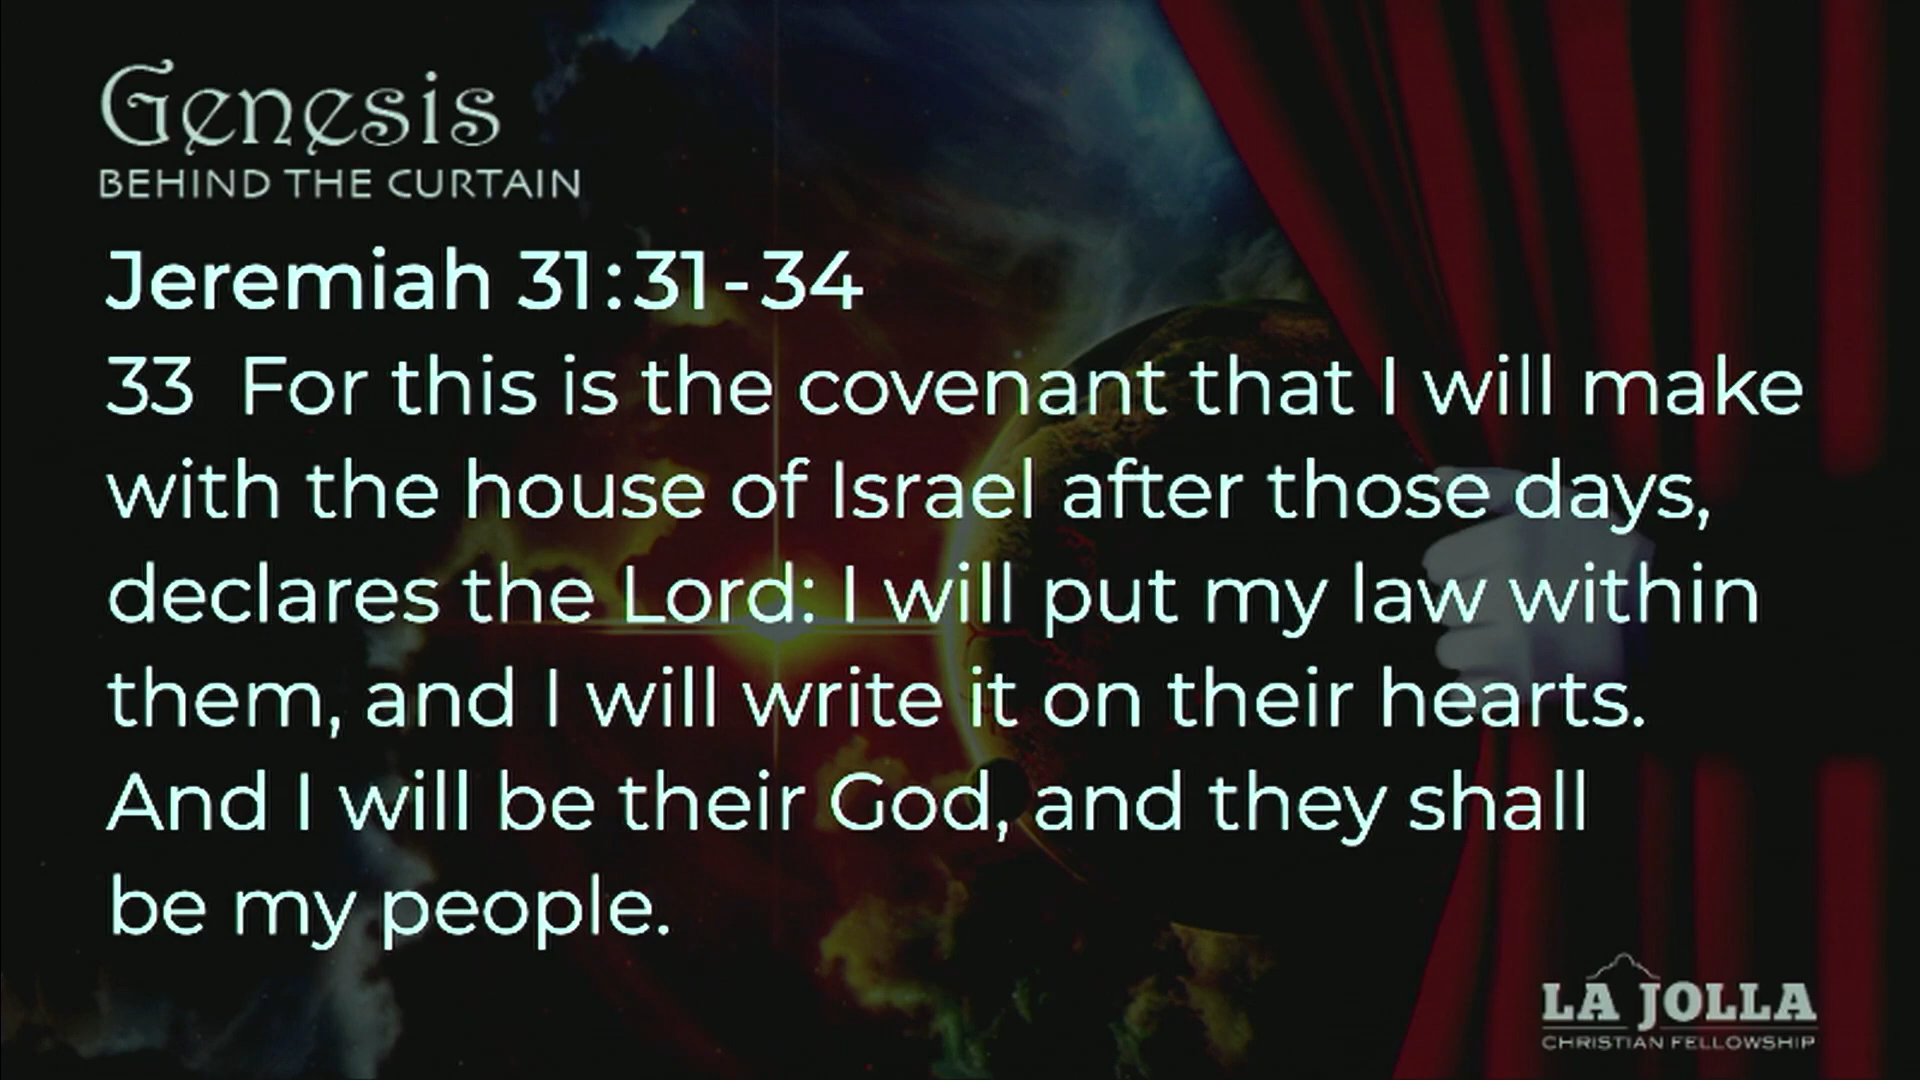 Genesis
BEHIND THE CURTAIN
Jeremiah 31:31-34
33 For this is the covenant that I will make
with the house of Israel after those days,
declares the Lord: I will put my law within
them, and I will write it on their hearts.
And I will be their God, and they shall
be my people.
LA JOLLA
CHRISTIAN FELLOWSHIP